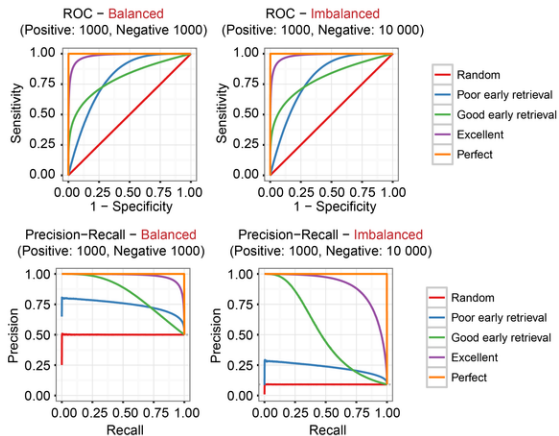 ROC – Balanced
(Positive: 1000, Negative 1000)
1.00
0.75
0.50
0.25
0.00
Sensitivity
0.00 0.25 0.50 0.75 1.00
1 – Specificity
ROC – Imbalanced
(Positive: 1000, Negative: 10 000)
1.00
0.75
0.50
0.25
0.00
Sensitivity
0.00 0.25 0.50 0.75 1.00
1 – Specificity
Random
Poor early retrieval
Good early retrieval
Excellent
Perfect
Precision–Recall – Balanced
(Positive: 1000, Negative 1000)
1.00
0.75
0.50
0.25
0.00
Precision
0.00 0.25 0.50 0.75 1.00
Recall
Precision–Recall – Imbalanced
(Positive: 1000, Negative: 10 000)
1.00
0.75
0.50
0.25
0.00
Precision
0.00 0.25 0.50 0.75 1.00
Recall
Random
Poor early retrieval
Good early retrieval
Excellent
Perfect